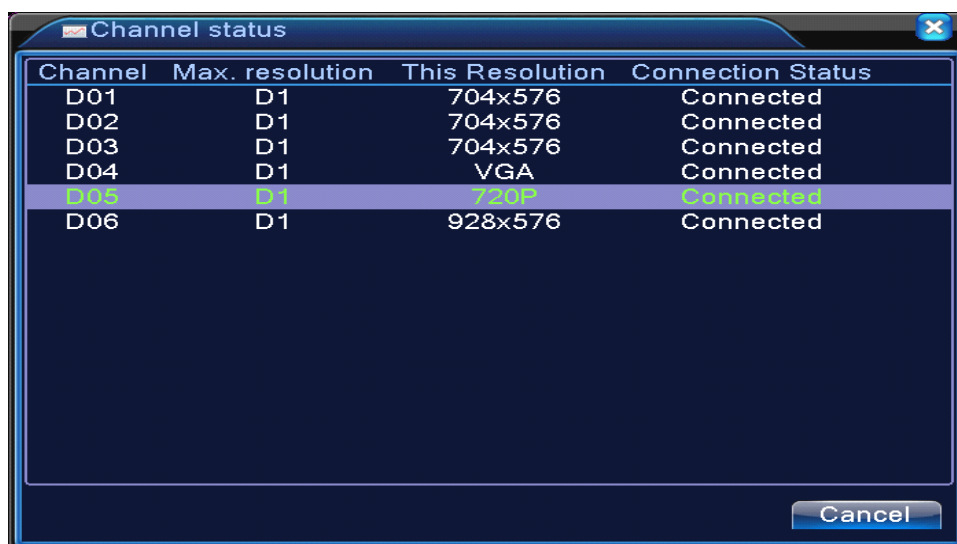 Channel status
Channel Max. resolution This Resolution Connection Status
D01 D1 704x576 Connected
D02 D1 704x576 Connected
D03 D1 704x576 Connected
D04 D1 VGA Connected
D05 D1 720P Connected
D06 D1 928x576 Connected
Cancel